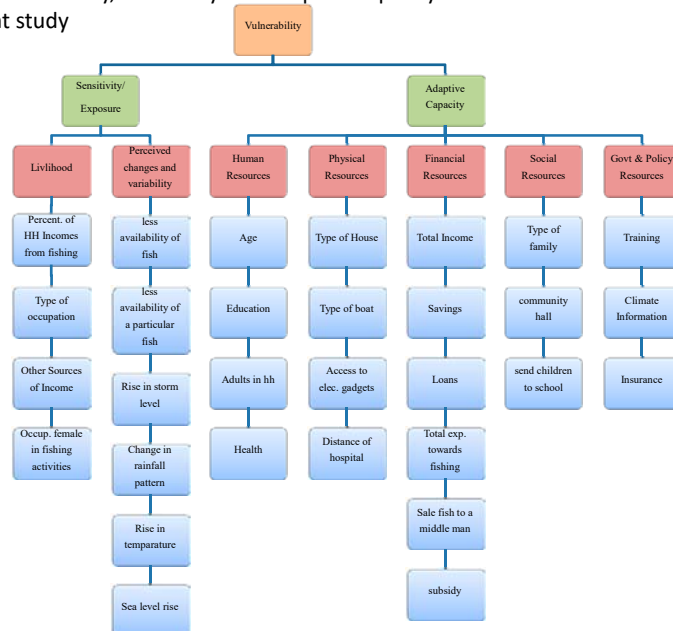 nt study
Vulnerability
Sensitivity/
Exposure
Adaptive
Capacity
Livlihood
Percent. of
HH Incomes
from fishing
Type of
occupation
Other Sources
of Income
Occup. female
in fishing
activities
Perceived
changes and
variability
less
availability of
fish
less
availability of
a particular
fish
Rise in storm
level
Change in
rainfall
pattern
Rise in
temparature
Sea level rise
Human
Resources
Age
Education
Adults in hh
Health
Physical
Resources
Type of House
Type of boat
Access to
elec. gadgets
Distance of
hospital
Financial
Resources
Total Income
Savings
Loans
Total exp.
towards
fishing
Sale fish to a
middle man
subsidy
Social
Resources
Type of
family
community
hall
send children
to school
Govt & Policy
Resources
Training
Climate
Information
Insurance